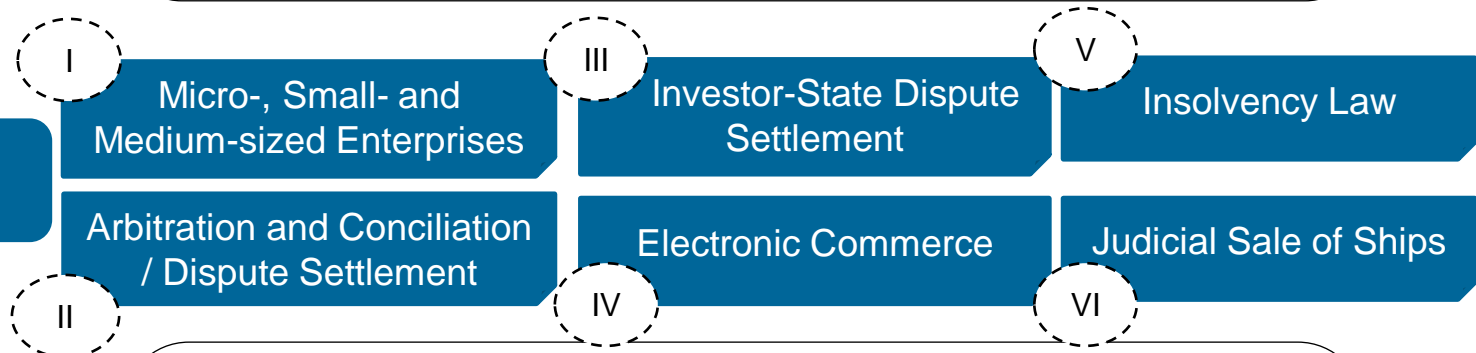 I
Micro-, Small- and
Medium-sized Enterprises
II
Arbitration and Conciliation
/ Dispute Settlement
III
Investor-State Dispute
Settlement
IV
Electronic Commerce
V
Insolvency Law
VI
Judicial Sale of Ships